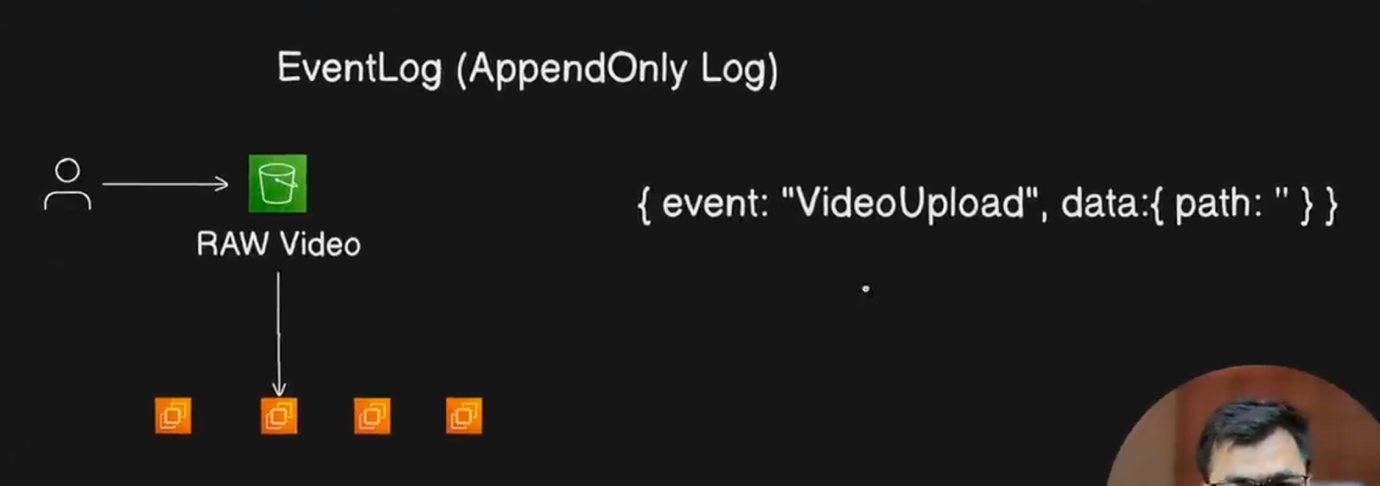 EventLog (AppendOnly Log)
{ event: "VideoUpload", data:{ path: '' } }
RAW Video